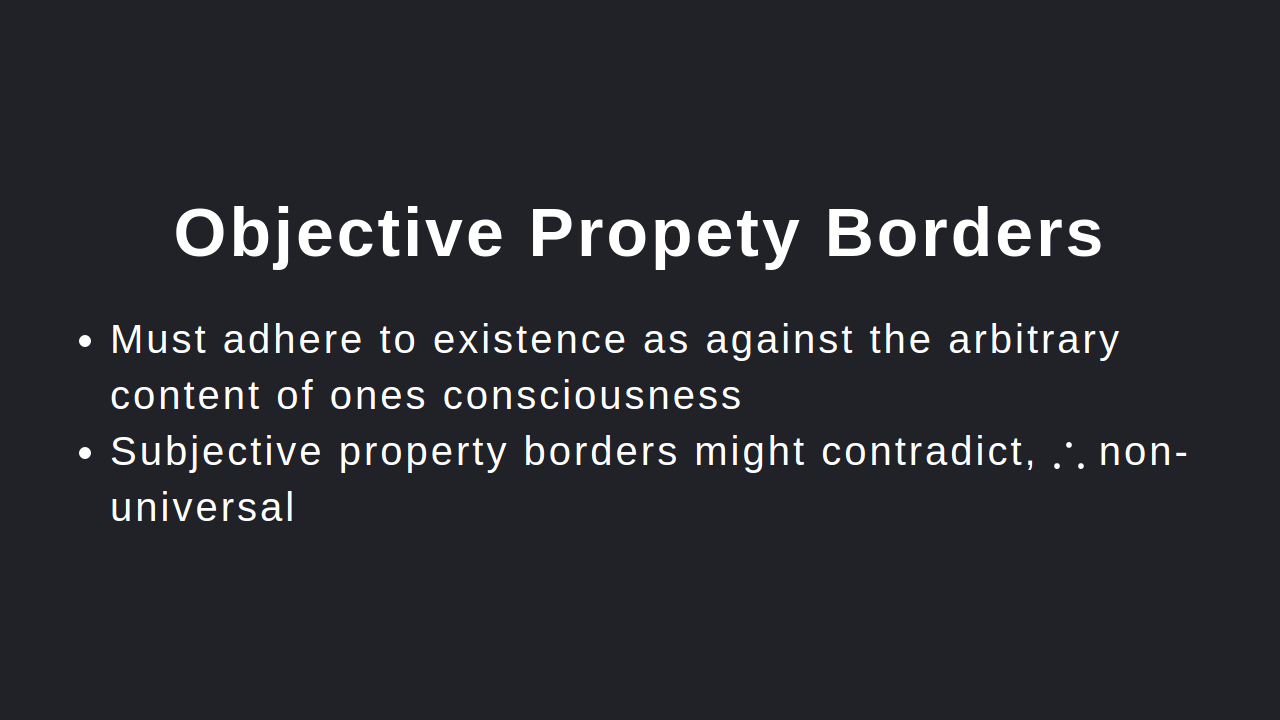 Objective Propety Borders
• Must adhere to existence as against the arbitrary
content of ones consciousness
• Subjective property borders might contradict, ∴ non-
universal